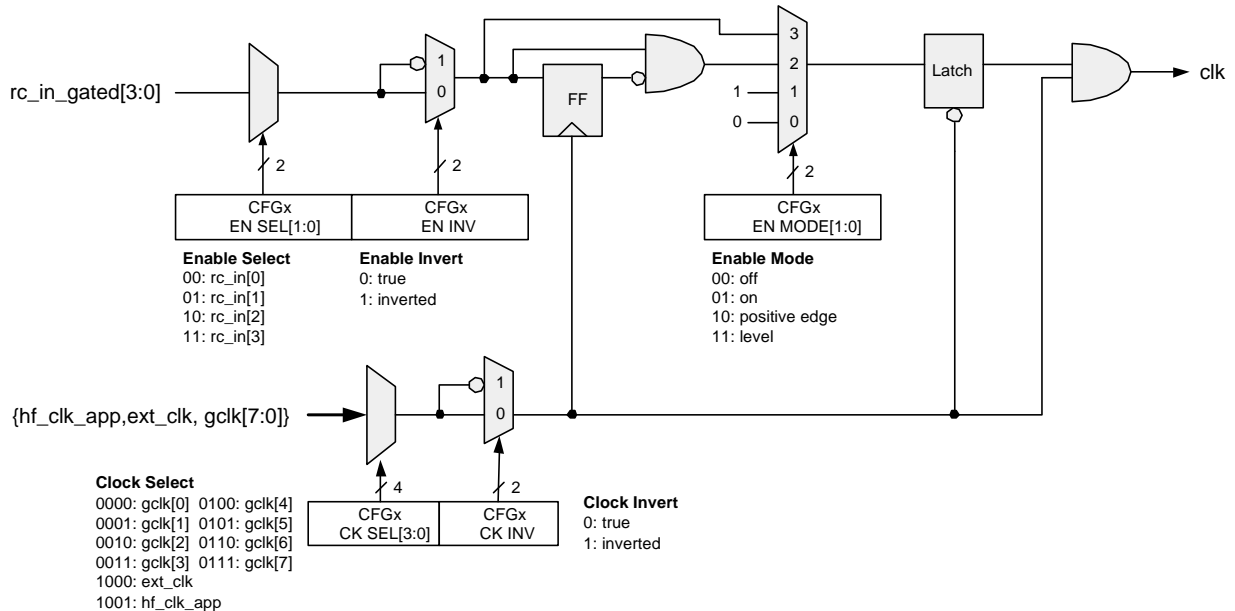 3
1
2
Latch
clk
rc_in_gated[3:0]
0
FF
1
1
0
0
2
2
2
CFGx
EN SEL[1:0]
CFGx
EN INV
CFGx
EN MODE[1:0]
Enable Select
00: rc_in[0]
01: rc_in[1]
10: rc_in[2]
11: rc_in[3]
Enable Invert
0: true
1: inverted
Enable Mode
00: off
01: on
10: positive edge
11: level
1
0
{hf_clk_app,ext_clk, gclk[7:0]}
4
2
Clock Select
0000: gclk[0] 0100: gclk[4]
0001: gclk[1] 0101: gclk[5]
0010: gclk[2] 0110: gclk[6]
0011: gclk[3] 0111: gclk[7]
1000: ext_clk
1001: hf_clk_app
CFGx
CK SEL[3:0]
CFGx
CK INV
Clock Invert
0: true
1: inverted